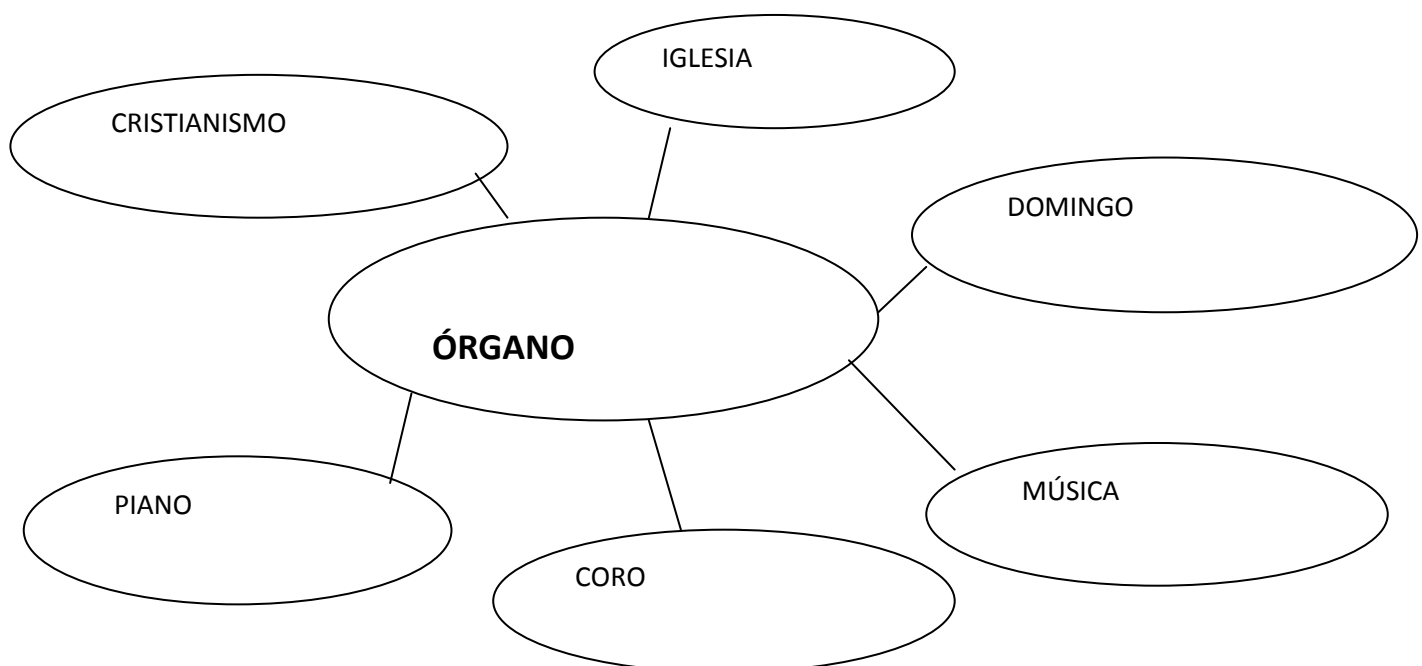 IGLESIA
CRISTIANISMO
DOMINGO
ÓRGANO
MÚSICA
PIANO
CORO